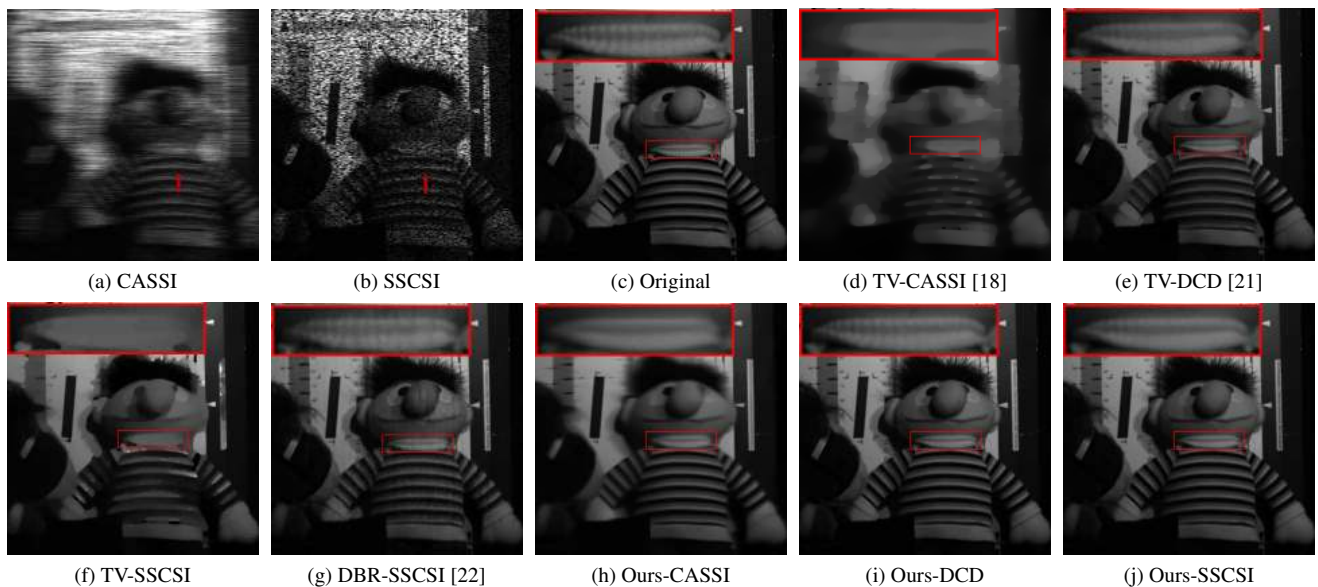 (a) CASSI
(b) SSCSI
(c) Original
(d) TV-CASSI [18]
(e) TV-DCD [21]
(f) TV-SSCSI
(g) DBR-SSCSI [22]
(h) Ours-CASSI
(i) Ours-DCD
(j) Ours-SSCSI